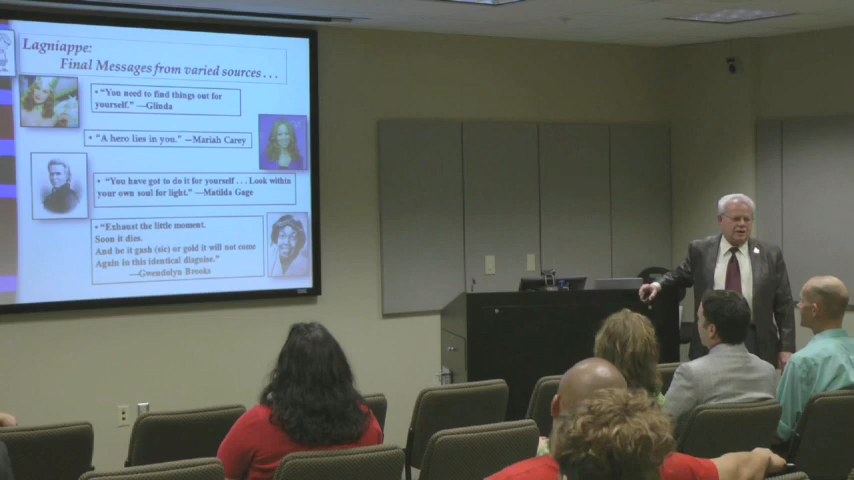 Lagniappe:
Final Messages from varied sources . . .
• “You need to find things out for
yourself.” —Glinda
• “A hero lies in you.” —Mariah Carey
“You have got to do it for yourself . . . Look within
your own soul for light.” —Matilda Gage
• “Exhaust the little moment.
Soon it dies.
And be it gash (sic) or gold it will not come
Again in this identical disguise.”
—Gwendolyn Brooks